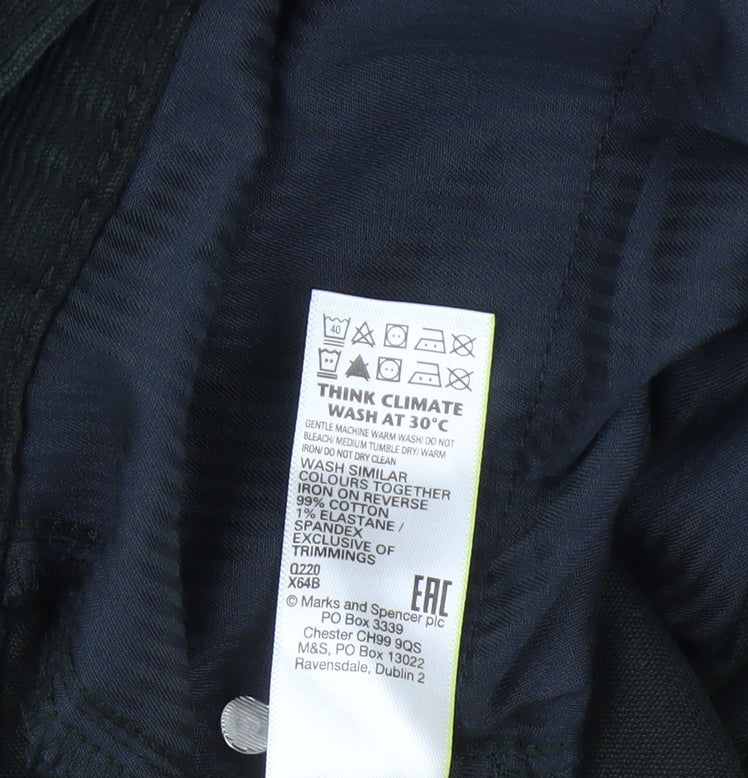 40
THINK CLIMATE
WASH AT 30°C
GENTLE MACHINE WARM WASH/ DO NOT
BLEACH/ MEDIUM TUMBLE DRY/ WARM
IRON/ DO NOT DRY CLEAN
WASH SIMILAR
COLOURS TOGETHER
IRON ON REVERSE
99% COTTON
1% ELASTANE /
SPANDEX
EXCLUSIVE OF
TRIMMINGS
Q220
X64B
EAC
© Marks and Spencer plc
PO Box 3339
Chester CH99 9QS
M&S, PO Box 13022
Ravensdale, Dublin 2